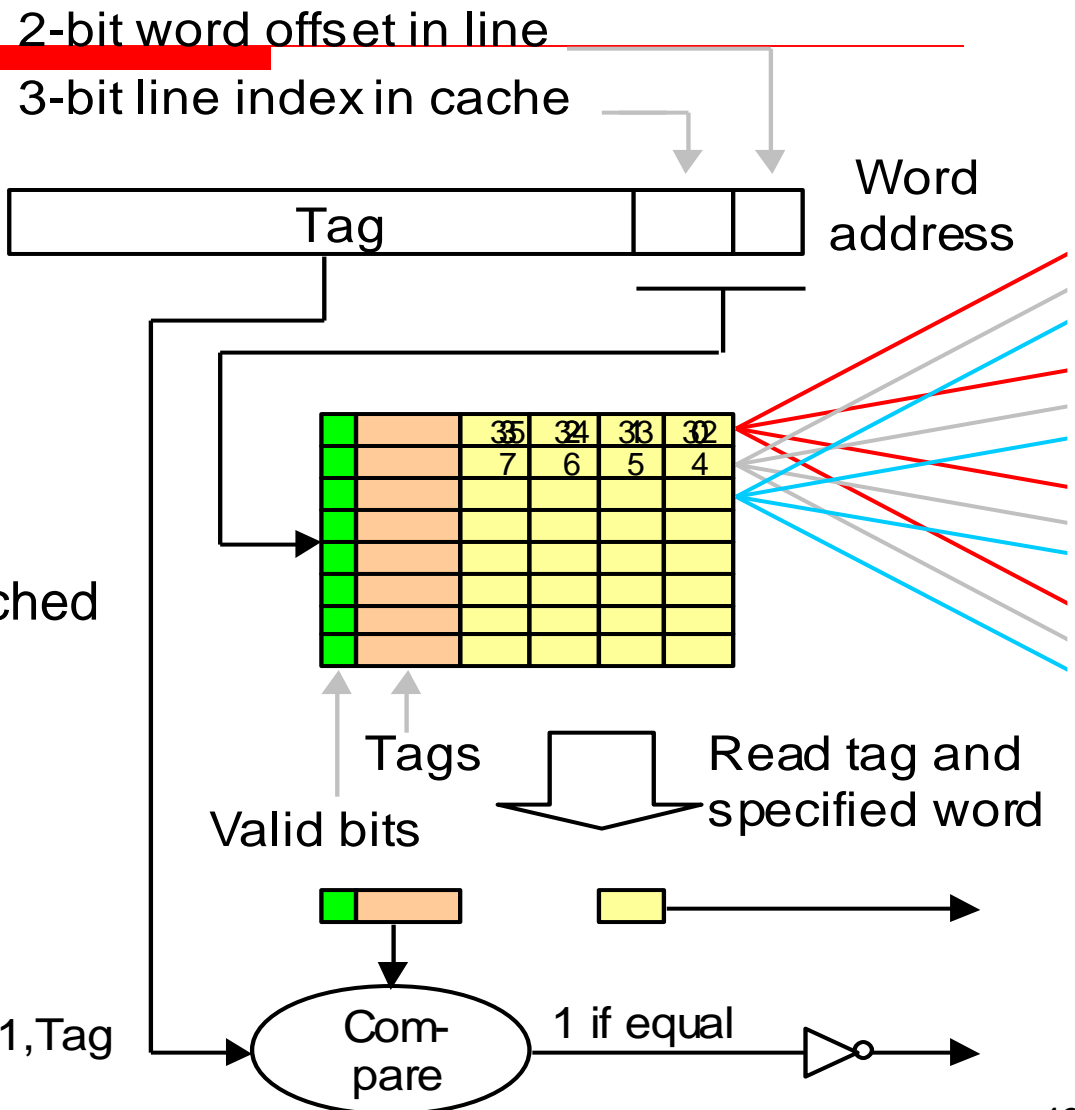 2-bit word offset in line
3-bit line index in cache
Tag
Word
address
7 6 5 4
ched
Tags
Valid bits
Read tag and
specified word
1,Tag
Com-
pare
1 if equal